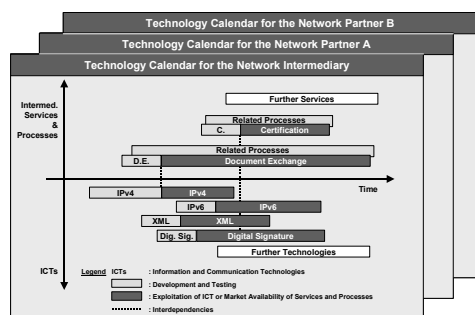 Technology Calendar for the Network Partner B
Technology Calendar for the Network Partner A
Technology Calendar for the Network Intermediary
Intermed.
Services
&
Processes
Further Services
Related Processes
C. Certification
Related Processes
D.E. Document Exchange
Time
IPv4 IPv4
IPv6 IPv6
XML XML
Dig. Sig. Digital Signature
Further Technologies
ICTs
Legend ICTs : Information and Communication Technologies
: Development and Testing
: Exploitation of ICT or Market Availability of Services and Processes
: Interdependencies